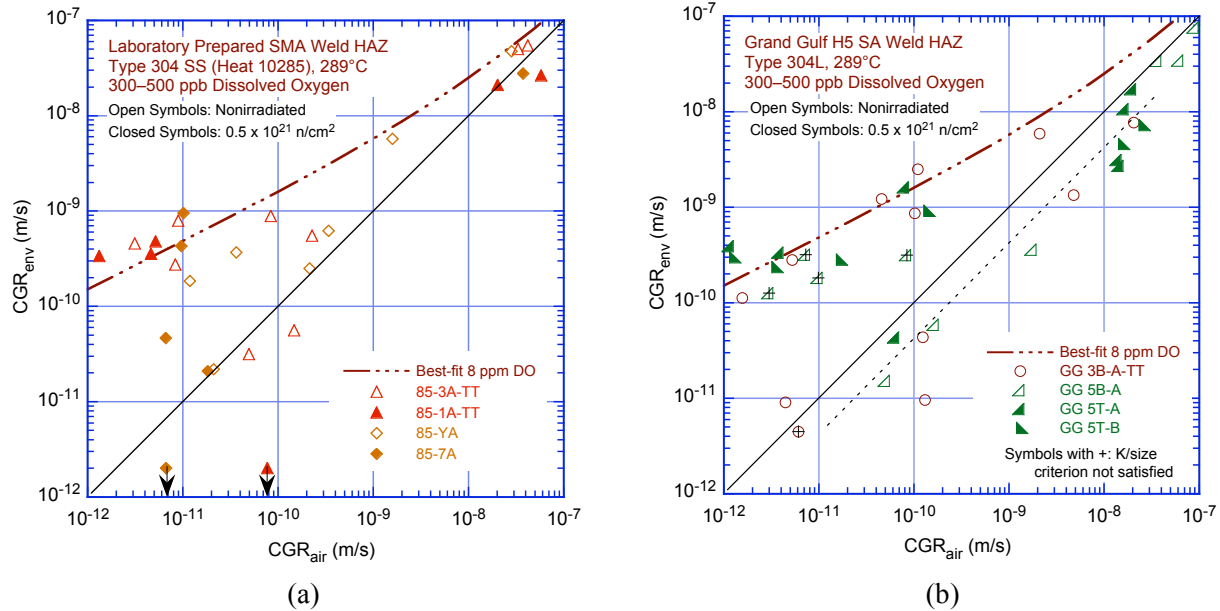 Laboratory Prepared SMA Weld HAZ
Type 304 SS (Heat 10285), 289°C
300–500 ppb Dissolved Oxygen
Open Symbols: Nonirradiated
Closed Symbols: 0.5 x 10²¹ n/cm²
Best-fit 8 ppm DO
85-3A-TT
85-1A-TT
85-YA
85-7A
10⁻⁷
10⁻⁸
10⁻⁹
10⁻¹⁰
10⁻¹¹
10⁻¹²
CGRenv (m/s)
10⁻¹² 10⁻¹¹ 10⁻¹⁰ 10⁻⁹ 10⁻⁸ 10⁻⁷
CGRair (m/s)
(a)
Grand Gulf H5 SA Weld HAZ
Type 304L, 289°C
300–500 ppb Dissolved Oxygen
Open Symbols: Nonirradiated
Closed Symbols: 0.5 x 10²¹ n/cm²
Best-fit 8 ppm DO
GG 3B-A-TT
GG 5B-A
GG 5T-A
GG 5T-B
Symbols with +: K/size
criterion not satisfied
10⁻⁷
10⁻⁸
10⁻⁹
10⁻¹⁰
10⁻¹¹
10⁻¹²
CGRenv (m/s)
10⁻¹² 10⁻¹¹ 10⁻¹⁰ 10⁻⁹ 10⁻⁸ 10⁻⁷
CGRair (m/s)
(b)